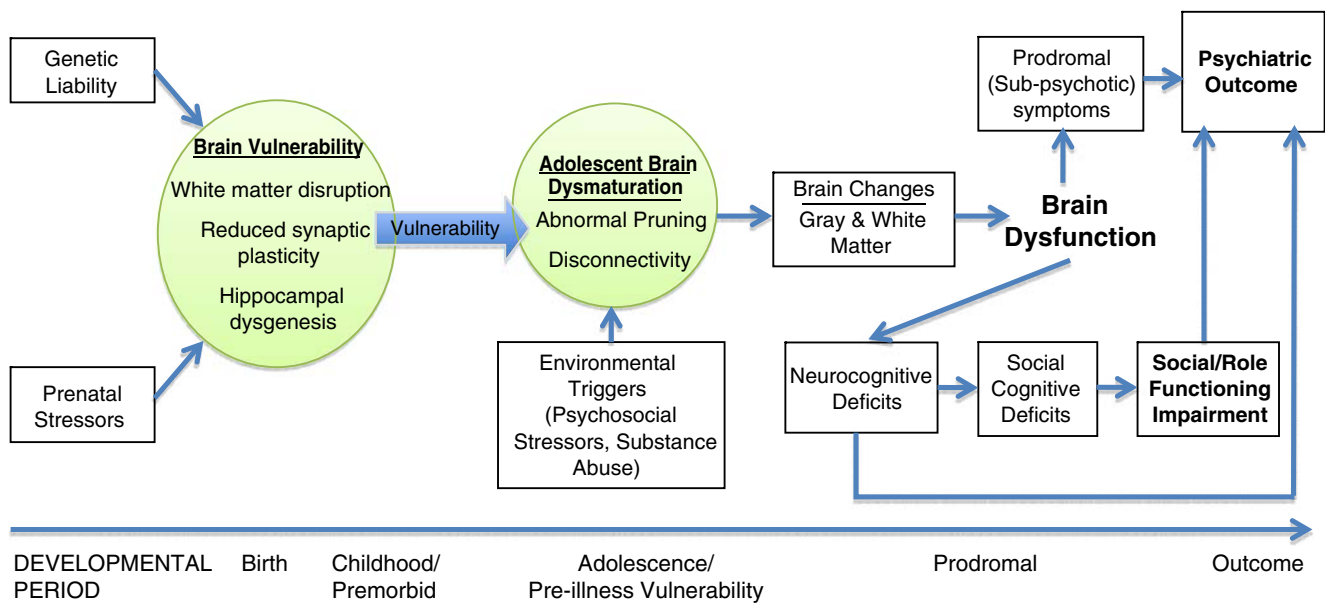 Genetic
Liability
Prenatal
Stressors
Brain Vulnerability
White matter disruption
Reduced synaptic
plasticity
Hippocampal
dysgenesis
Vulnerability
Adolescent Brain
Dysmaturation
Abnormal Pruning
Disconnectivity
Environmental
Triggers
(Psychosocial
Stressors, Substance
Abuse)
Brain Changes
Gray & White
Matter
Brain
Dysfunction
Prodromal
(Sub-psychotic)
symptoms
Psychiatric
Outcome
Neurocognitive
Deficits
Social
Cognitive
Deficits
Social/Role
Functioning
Impairment
DEVELOPMENTAL
PERIOD
Birth
Childhood/
Premorbid
Adolescence/
Pre-illness Vulnerability
Prodromal
Outcome